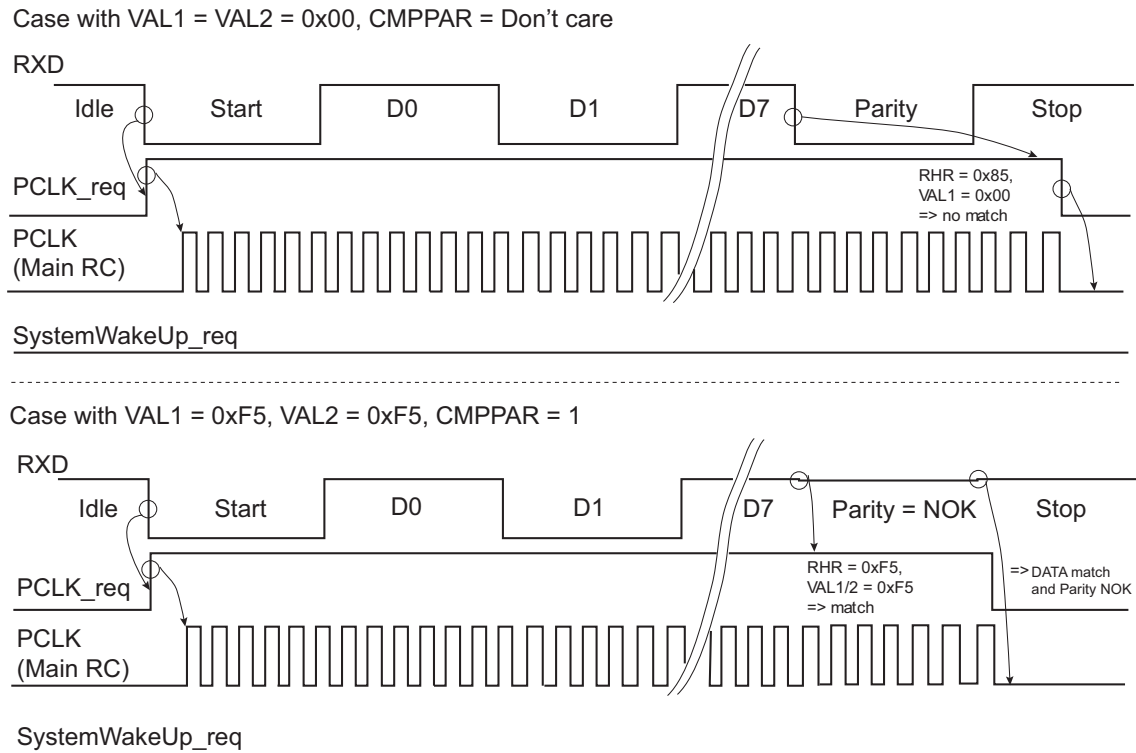 Case with VAL1 = VAL2 = 0x00, CMPPAR = Don’t care
RXD
Idle Start D0 D1 D7 Parity Stop
PCLK_req
RHR = 0x85,
VAL1 = 0x00
=> no match
PCLK
(Main RC)
SystemWakeUp_req
Case with VAL1 = 0xF5, VAL2 = 0xF5, CMPPAR = 1
RXD
Idle Start D0 D1 D7 Parity = NOK Stop
PCLK_req
RHR = 0xF5,
VAL1/2 = 0xF5
=> match
=> DATA match
and Parity NOK
PCLK
(Main RC)
SystemWakeUp_req